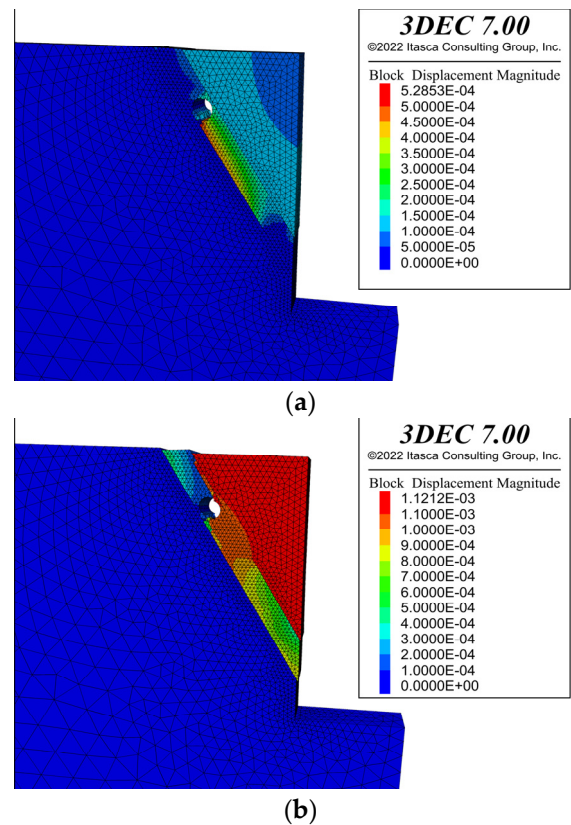 3DEC 7.00
©2022 Itasca Consulting Group, Inc.
Block Displacement Magnitude
5.2853E-04
5.0000E-04
4.5000E-04
4.0000E-04
3.5000E-04
3.0000E-04
2.5000E-04
2.0000E-04
1.5000E-04
1.0000E-04
5.0000E-05
0.0000E+00
(a)
3DEC 7.00
©2022 Itasca Consulting Group, Inc.
Block Displacement Magnitude
1.1212E-03
1.1000E-03
1.0000E-03
9.0000E-04
8.0000E-04
7.0000E-04
6.0000E-04
5.0000E-04
4.0000E-04
3.0000E-04
2.0000E-04
1.0000E-04
0.0000E+00
(b)